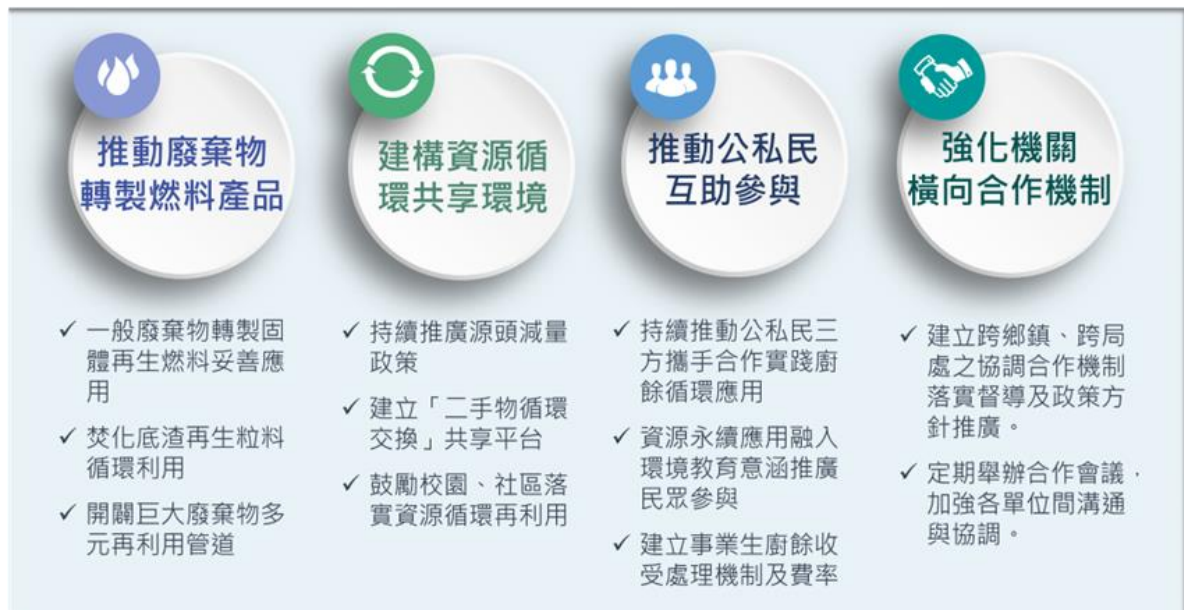 推動廢棄物
轉製燃料產品
✓ 一般廢棄物轉製固
體再生燃料妥善應
用
✓ 焚化底渣再生粒料
循環利用
✓ 開闢巨大廢棄物多
元再利用管道
建構資源循
環共享環境
✓ 持續推廣源頭減量
政策
✓ 建立「二手物循環
交換」共享平台
✓ 鼓勵校園、社區落
實資源循環再利用
推動公私民
互助參與
✓ 持續推動公私民三
方攜手合作實踐廚
餘循環應用
✓ 資源永續應用融入
環境教育意涵推廣
民眾參與
✓ 建立事業生廚餘收
受處理機制及費率
強化機關
橫向合作機制
✓ 建立跨鄉鎮、跨局
處之協調合作機制
落實督導及政策方
針推廣。
✓ 定期舉辦合作會議，
加強各單位間溝通
與協調。